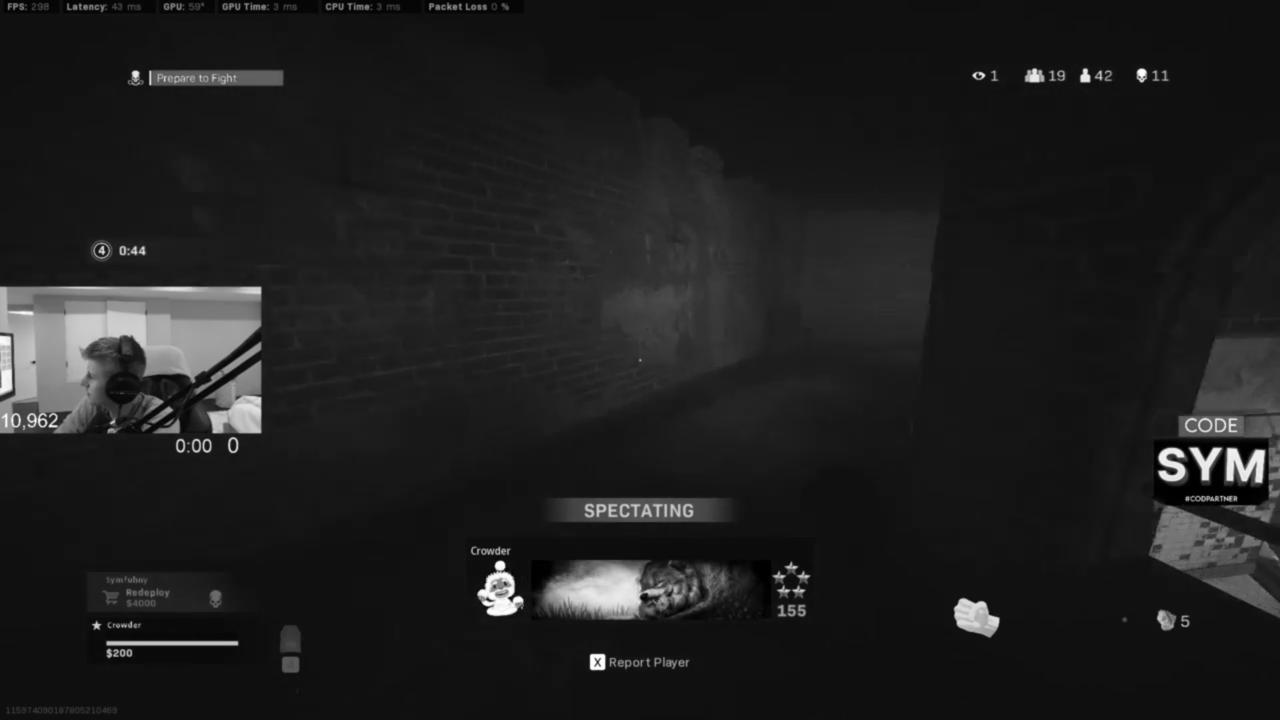 FPS: 298 Latency: 43 ms GPU: 59° GPU Time: 3 ms CPU Time: 3 ms Packet Loss 0 %
Prepare to Fight
1 19 42 11
4 0:44
10,962
0:00 0
CODE
SYM
#CODPARTNER
SPECTATING
Crowder
155
Symfuhny
Redeploy
$4000
Crowder
$200
5
X Report Player
115974090187805210469